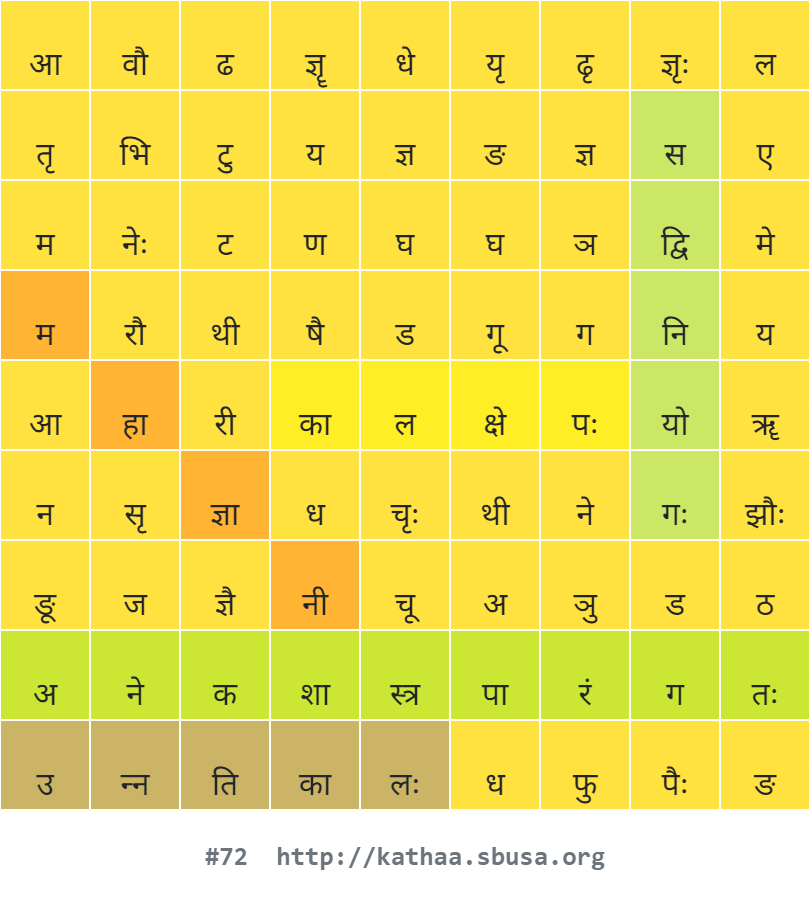 आ वौ ढ ज्ञॄ धे यृ ढृ ज्ञृः ल
तृ भि टु य ज्ञ ङ ज्ञ स ए
म नेः ट ण घ घ ञ द्वि मे
म रौ थी षै ड गू ग नि य
आ हा री का ल क्षे पः यो ॠ
न सृ ज्ञा ध चृः थी ने गः झौः
ङू ज ज्ञै नी चू अ ञु ड ठ
अ ने क शा स्त्र पा रं ग तः
उ न्न ति का लः ध फु पैः ङ
#72 http://kathaa.sbusa.org